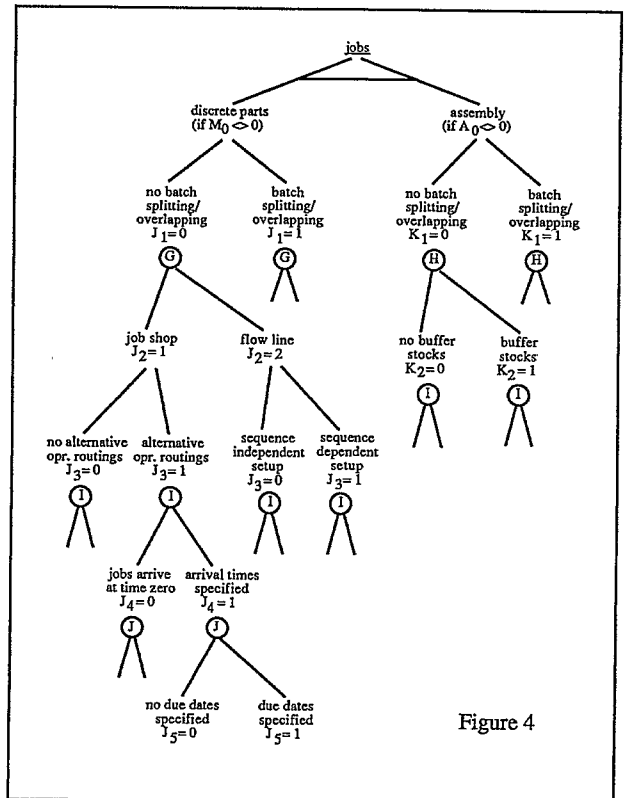 jobs
discrete parts
(if M0 <>0)
assembly
(if A0<>0)
no batch
splitting/
overlapping
J1=0
batch
splitting/
overlapping
J1=1
no batch
splitting/
overlapping
K1=0
batch
splitting/
overlapping
K1=1
G
G
H
H
job shop
J2=1
flow line
J2=2
no buffer
stocks
K2=0
buffer
stocks
K2=1
I
I
no alternative
opr. routings
J3=0
alternative
opr. routings
J3=1
sequence
independent
setup
J3=0
sequence
dependent
setup
J3=1
I
I
I
I
jobs arrive
at time zero
J4=0
arrival times
specified
J4=1
J
J
no due dates
specified
J5=0
due dates
specified
J5=1
Figure 4